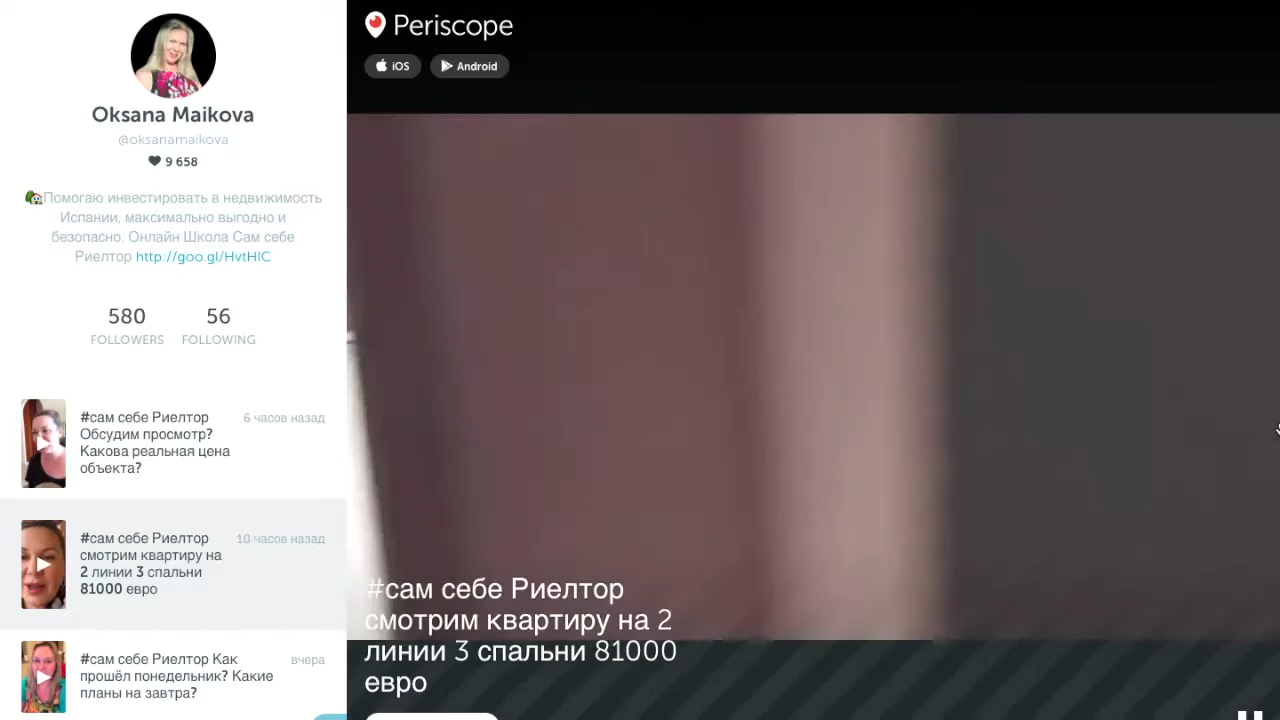 Oksana Maikova
@oksanamaikova
9 658
Помогаю инвестировать в недвижимость
Испании, максимально выгодно и
безопасно. Онлайн Школа Сам себе
Риелтор http://goo.gl/HvtHIC
580 56
FOLLOWERS FOLLOWING
#сам себе Риелтор 6 часов назад
Обсудим просмотр?
Какова реальная цена
объекта?
#сам себе Риелтор 10 часов назад
смотрим квартиру на
2 линии 3 спальни
81000 евро
#сам себе Риелтор Как вчера
прошёл понедельник? Какие
планы на завтра?
Periscope
iOS Android
#сам себе Риелтор
смотрим квартиру на 2
линии 3 спальни 81000
евро